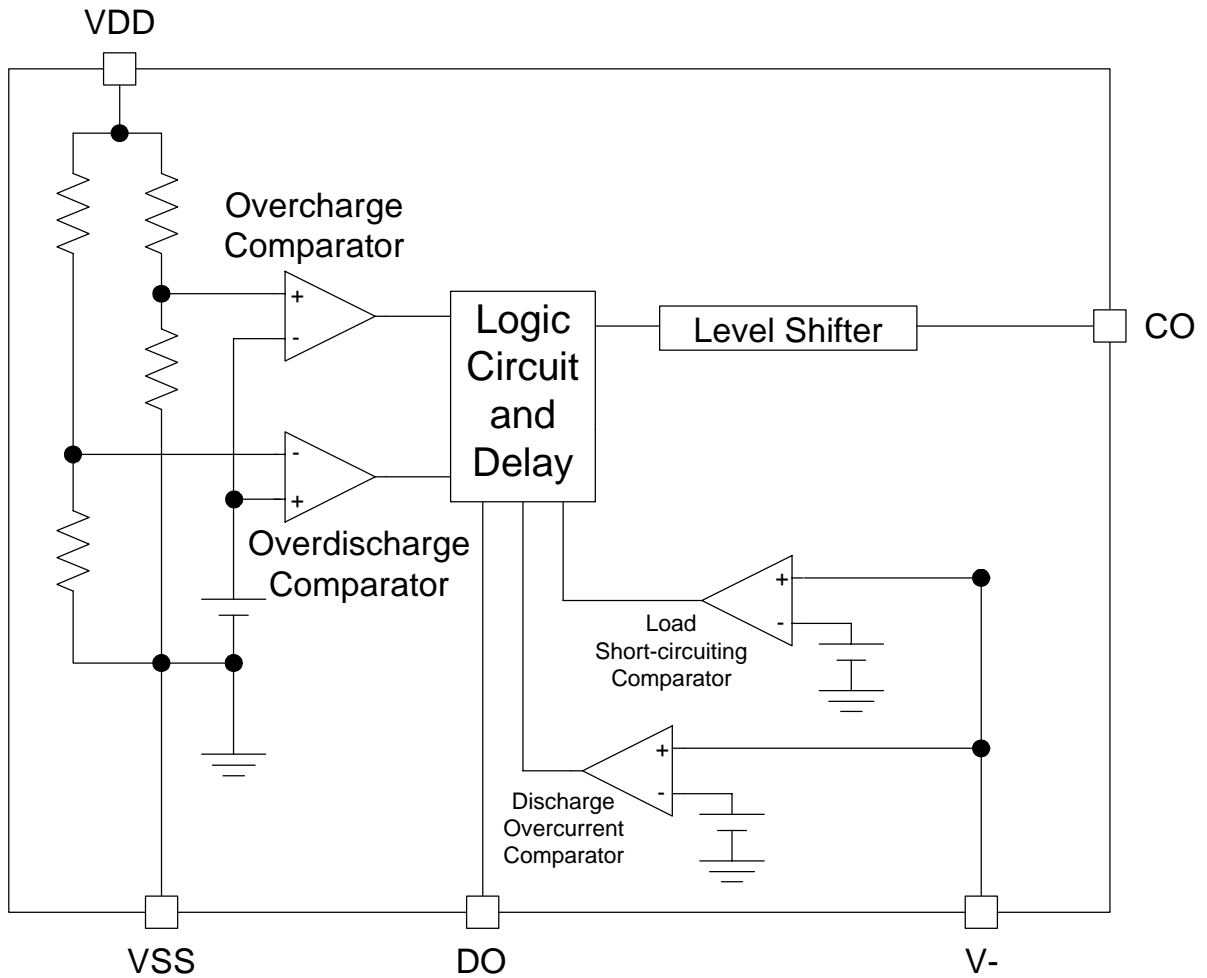 VDD
Overcharge
Comparator
+
-
Logic
Circuit
and
Delay
Level Shifter
CO
-
+
Overdischarge
Comparator
+
-
Load
Short-circuiting
Comparator
+
-
Discharge
Overcurrent
Comparator
VSS
DO
V-